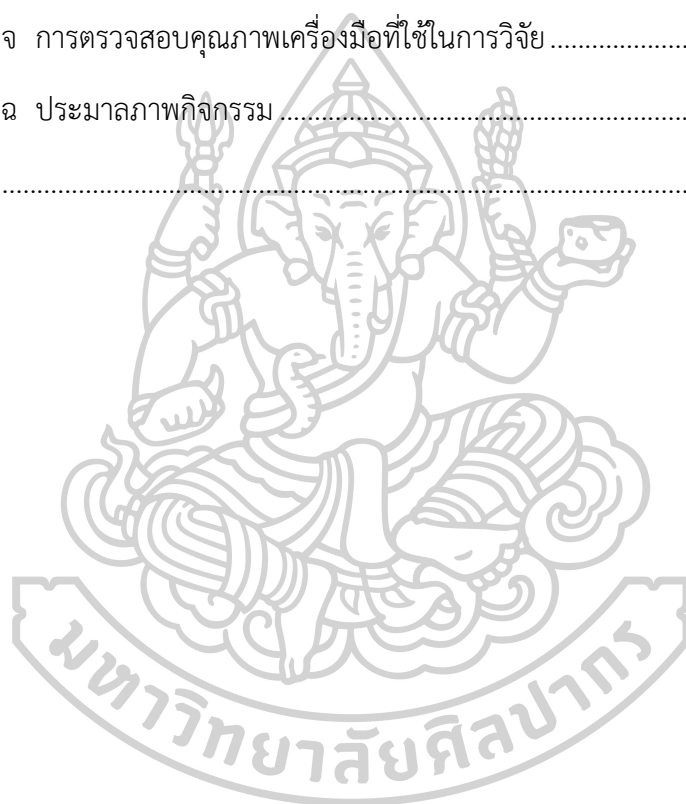 จ การตรวจสอบคุณภาพเครื่องมือที่ใช้ในการวิจัย ....................
ฉ ประมาลภาพกิจกรรม ............................................................
....................................................................................................
มหาวิทยาลัยศิลปากร